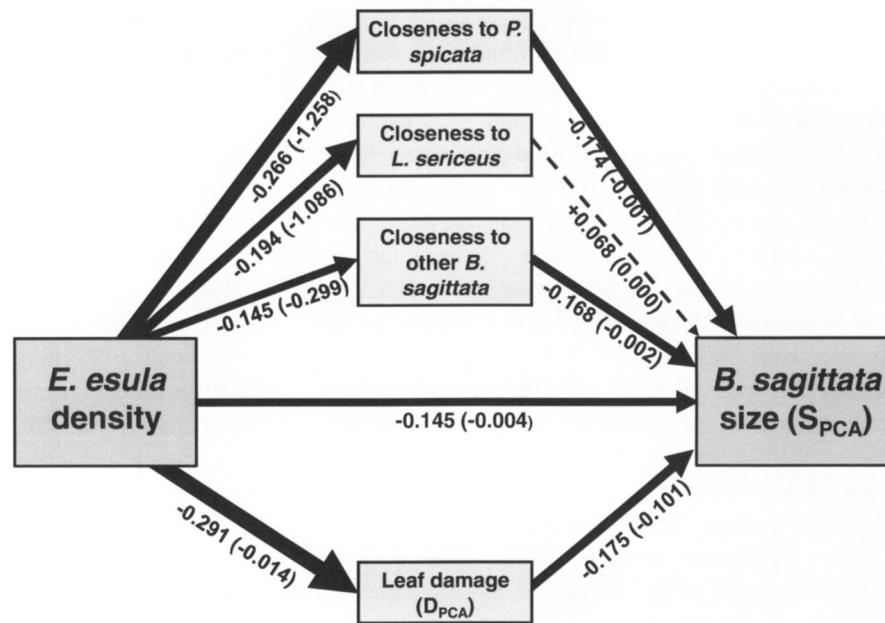 Closeness to P.
spicata
Closeness to
L. sericeus
Closeness to
other B.
sagittata
-0.266 (-1.258)
-0.194 (-1.086)
-0.145 (-0.299)
-0.174 (-0.001)
+0.068 (0.000)
-0.168 (-0.002)
E. esula
density
-0.145 (-0.004)
B. sagittata
size (SPCA)
-0.291 (-0.014)
-0.175 (-0.101)
Leaf damage
(DPCA)